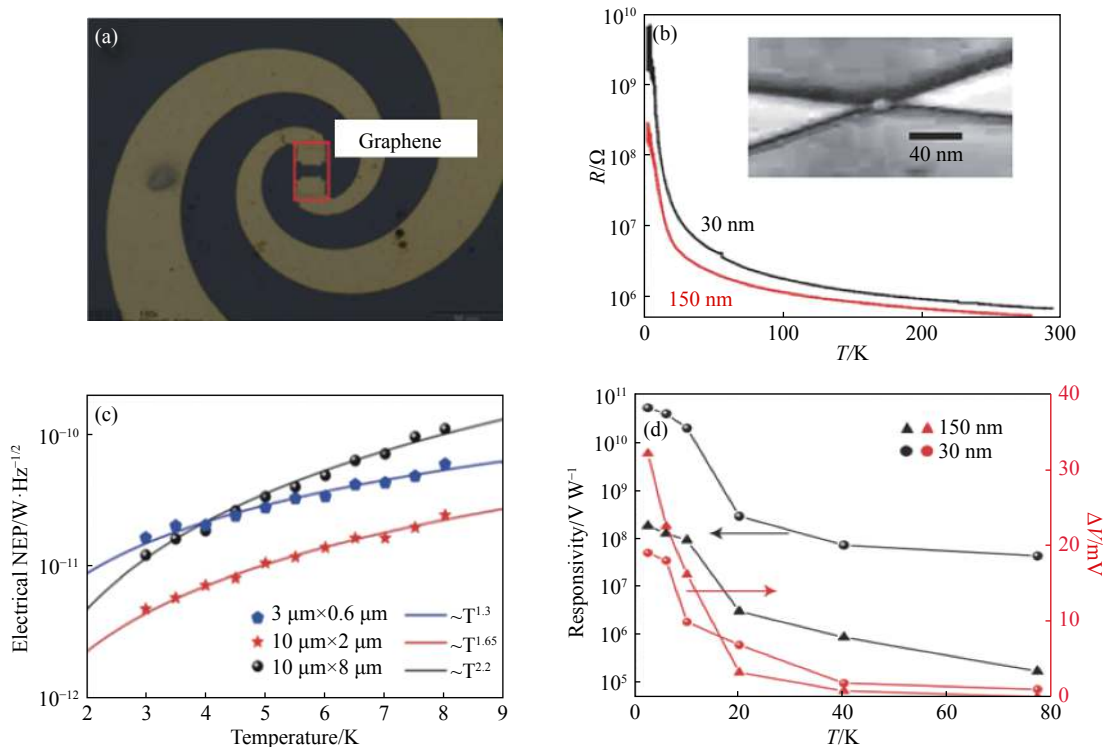 (a)
Graphene
(b)
10¹⁰
10⁹
10⁸
10⁷
10⁶
R/Ω
40 nm
30 nm
150 nm
0
100
200
300
T/K
(c)
10⁻¹⁰
10⁻¹¹
10⁻¹²
Electrical NEP/W·Hz⁻¹ᐟ²
3 μm×0.6 μm
~T¹·³
10 μm×2 μm
~T¹·⁶⁵
10 μm×8 μm
~T²·²
2 3 4 5 6 7 8 9
Temperature/K
(d)
10¹¹
10¹⁰
10⁹
10⁸
10⁷
10⁶
10⁵
Responsivity/V W⁻¹
150 nm
30 nm
40
30
20
10
0
ΔV/mV
0 20 40 60 80
T/K